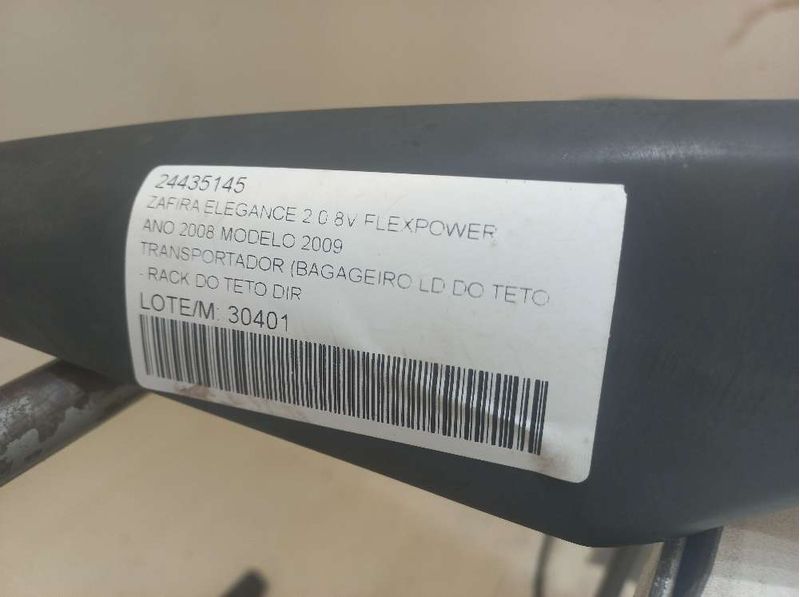 24435145
ZAFIRA ELEGANCE 2.0 8V FLEXPOWER
ANO 2008 MODELO 2009
TRANSPORTADOR (BAGAGEIRO LD DO TETO
- RACK DO TETO DIR
LOTE/M: 30401